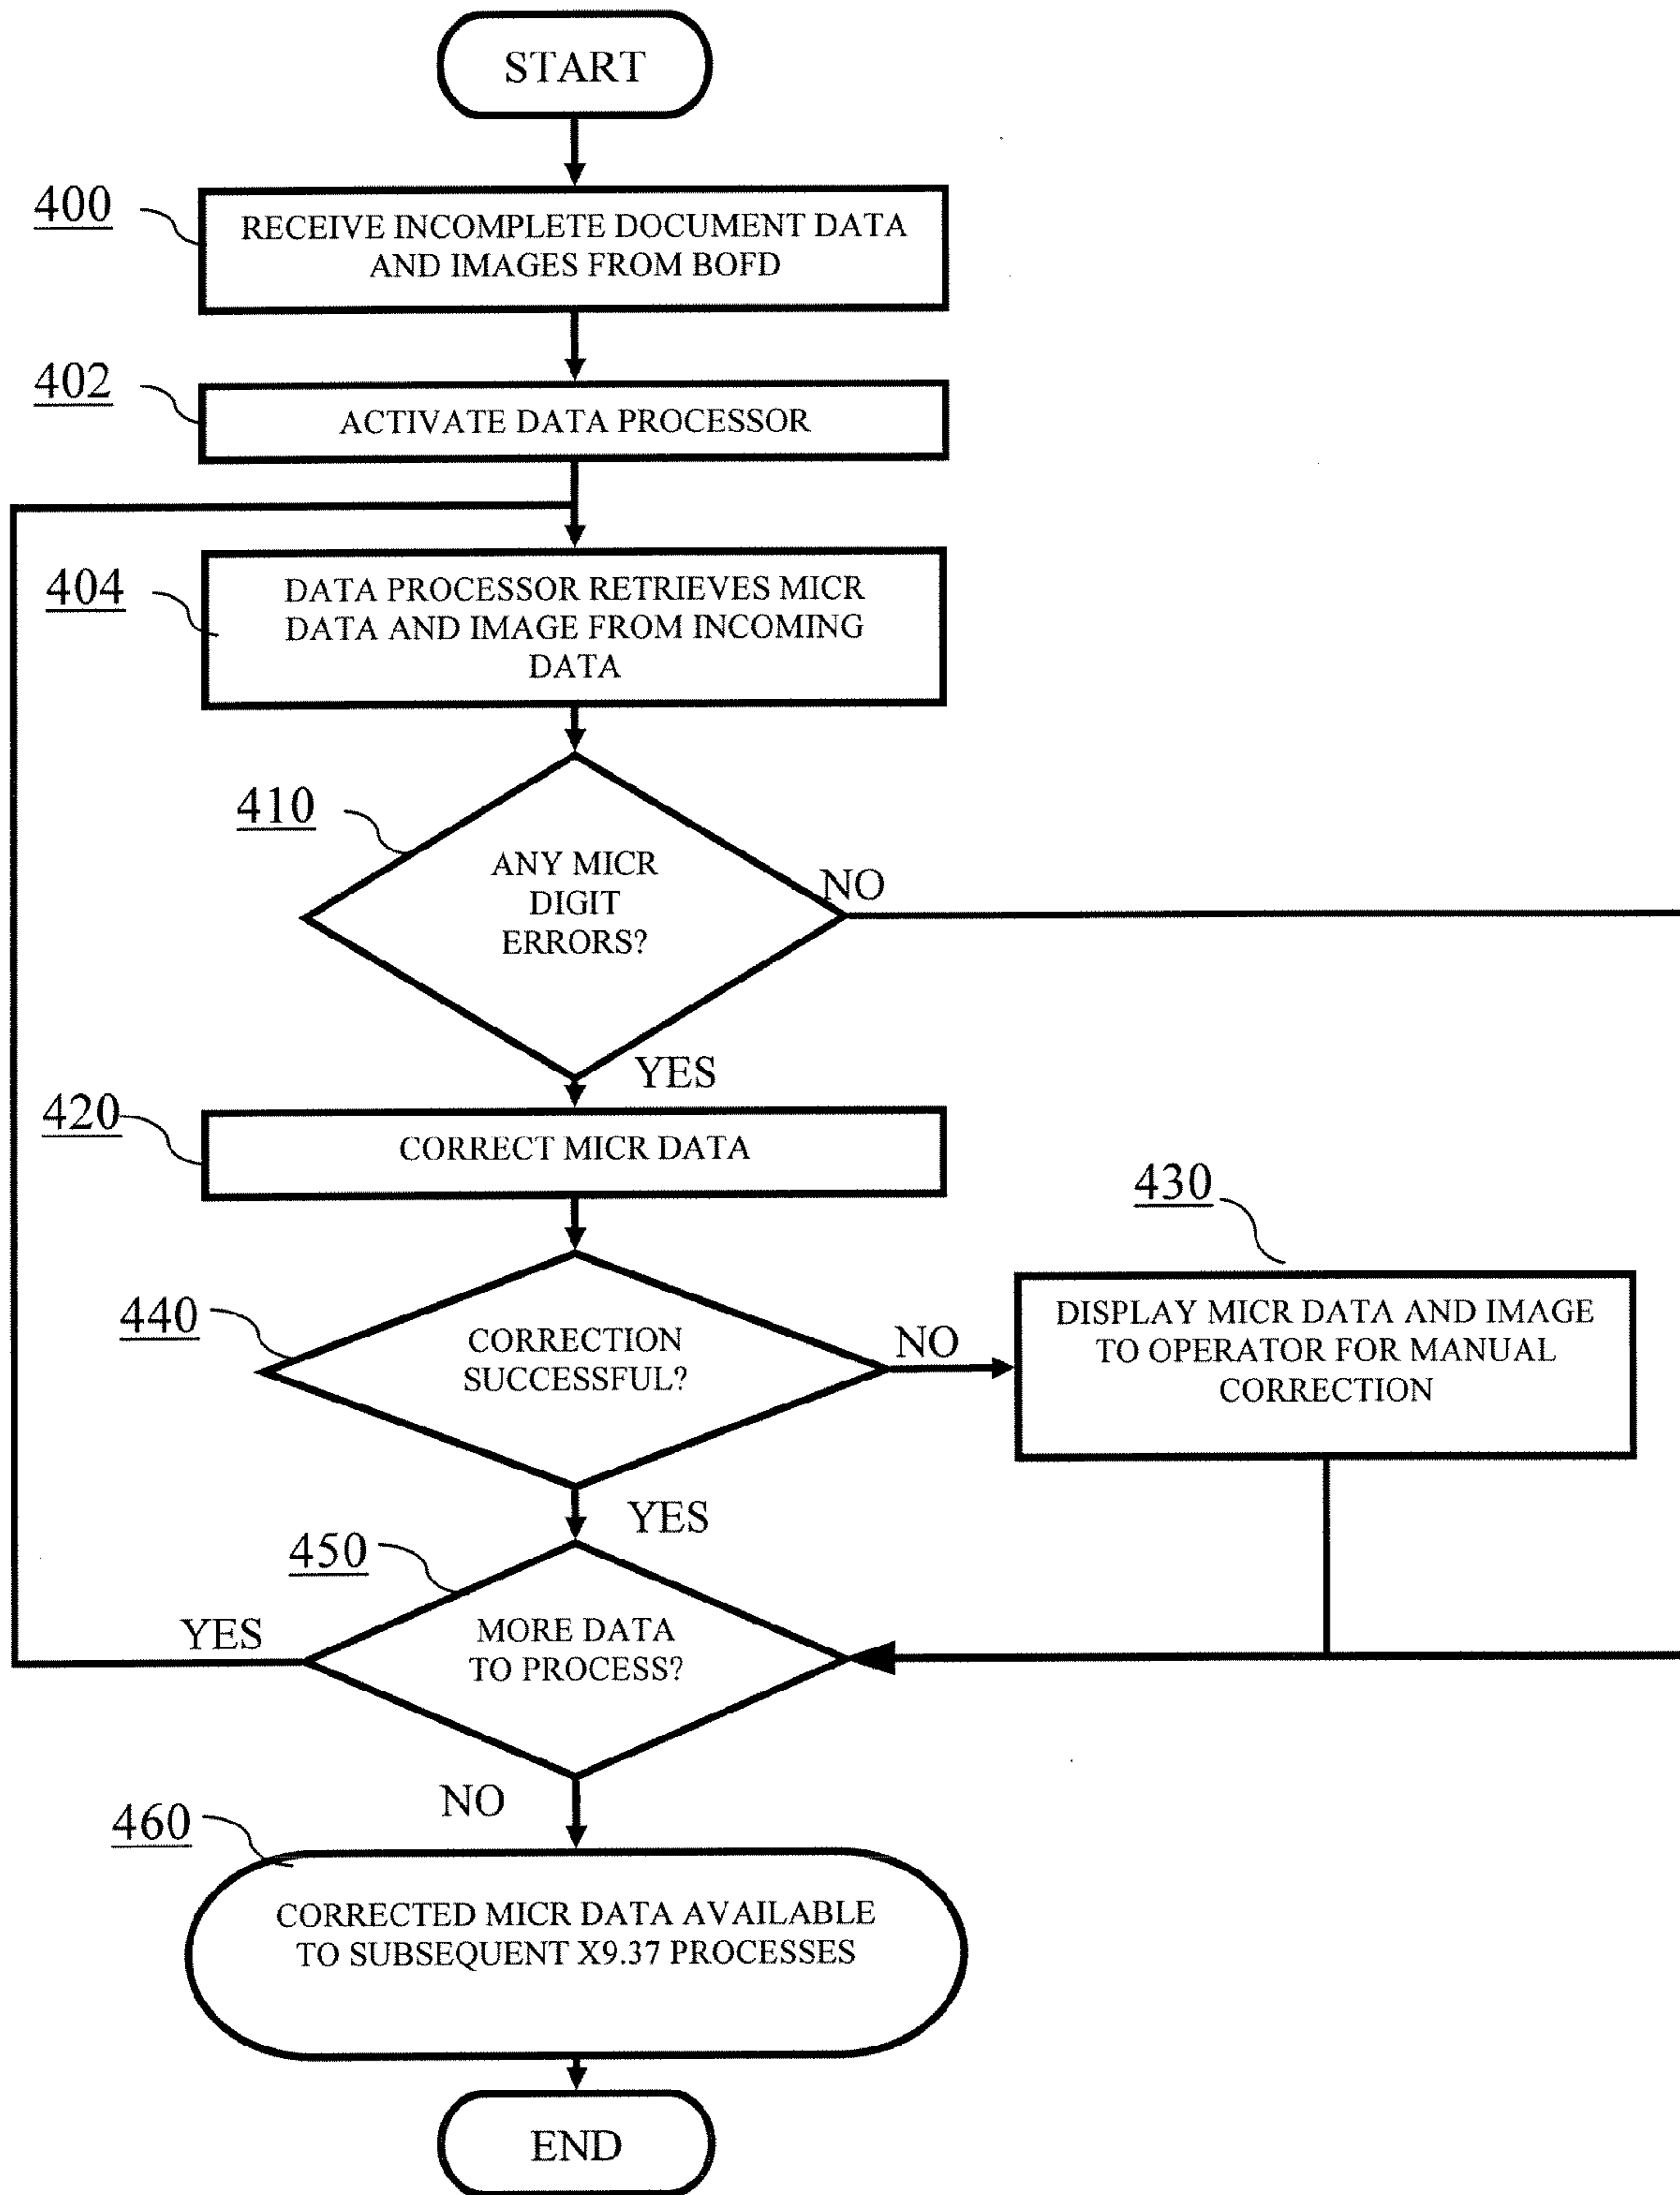 START
400
RECEIVE INCOMPLETE DOCUMENT DATA
AND IMAGES FROM BOFD
402
ACTIVATE DATA PROCESSOR
404
DATA PROCESSOR RETRIEVES MICR
DATA AND IMAGE FROM INCOMING
DATA
410
ANY MICR
DIGIT
ERRORS?
NO
YES
420
CORRECT MICR DATA
430
DISPLAY MICR DATA AND IMAGE
TO OPERATOR FOR MANUAL
CORRECTION
440
CORRECTION
SUCCESSFUL?
NO
YES
450
MORE DATA
TO PROCESS?
YES
NO
460
CORRECTED MICR DATA AVAILABLE
TO SUBSEQUENT X9.37 PROCESSES
END